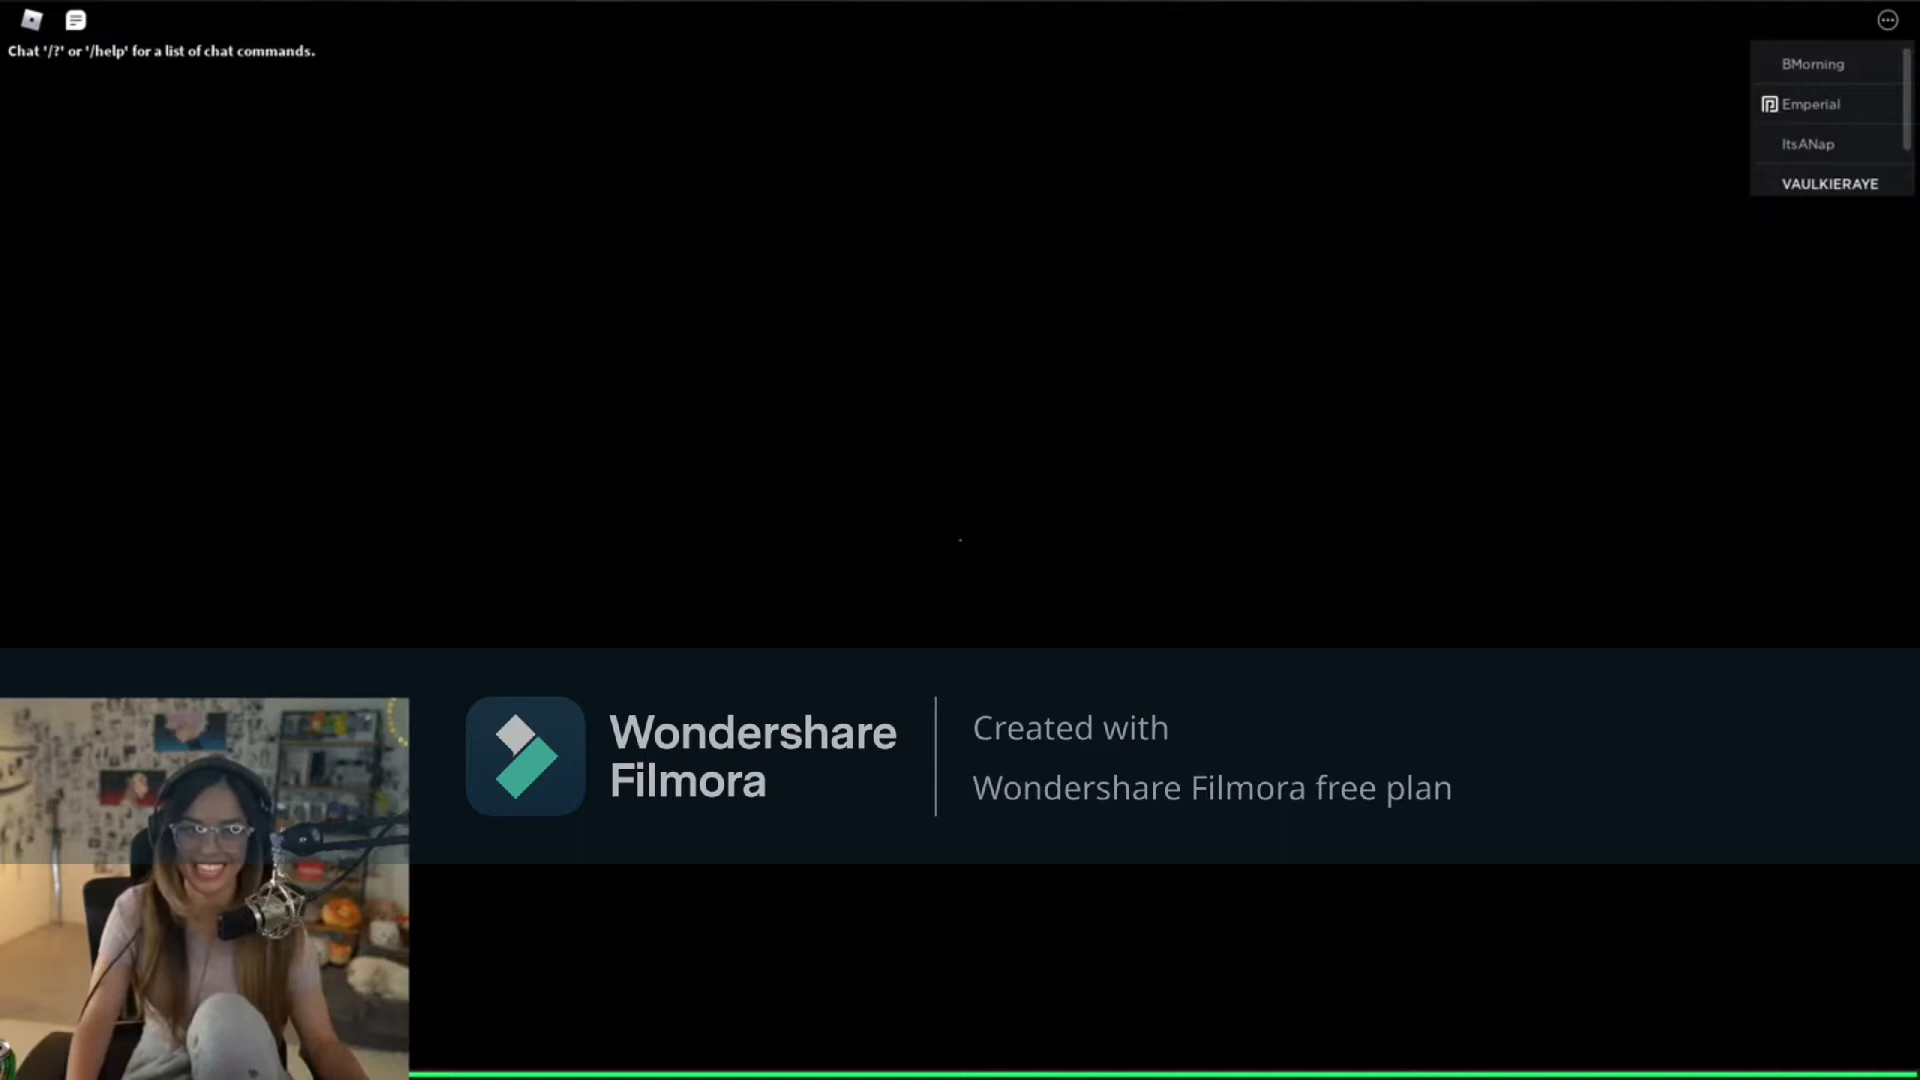 Chat '/?' or '/help' for a list of chat commands.
BMorning
Emperial
ItsANap
VAULKIERAYE
Wondershare
Filmora
Created with
Wondershare Filmora free plan